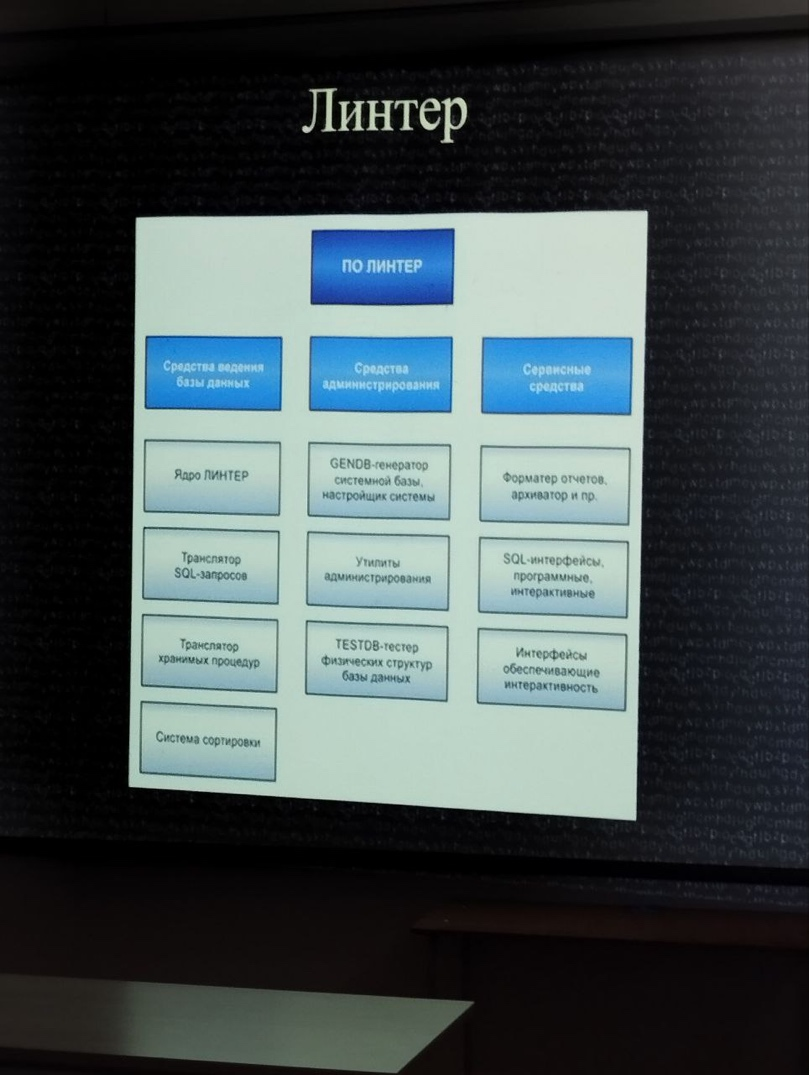 Линтер
ПО ЛИНТЕР
Средства ведения
базы данных
Средства
администрирования
Сервисные
средства
Ядро ЛИНТЕР
GENDB-генератор
системной базы,
настройщик системы
Форматер отчетов,
архиватор и пр.
Транслятор
SQL-запросов
Утилиты
администрирования
SQL-интерфейсы,
программные,
интерактивные
Транслятор
хранимых процедур
TESTDB-тестер
физических структур
базы данных
Интерфейсы
обеспечивающие
интерактивность
Система сортировки